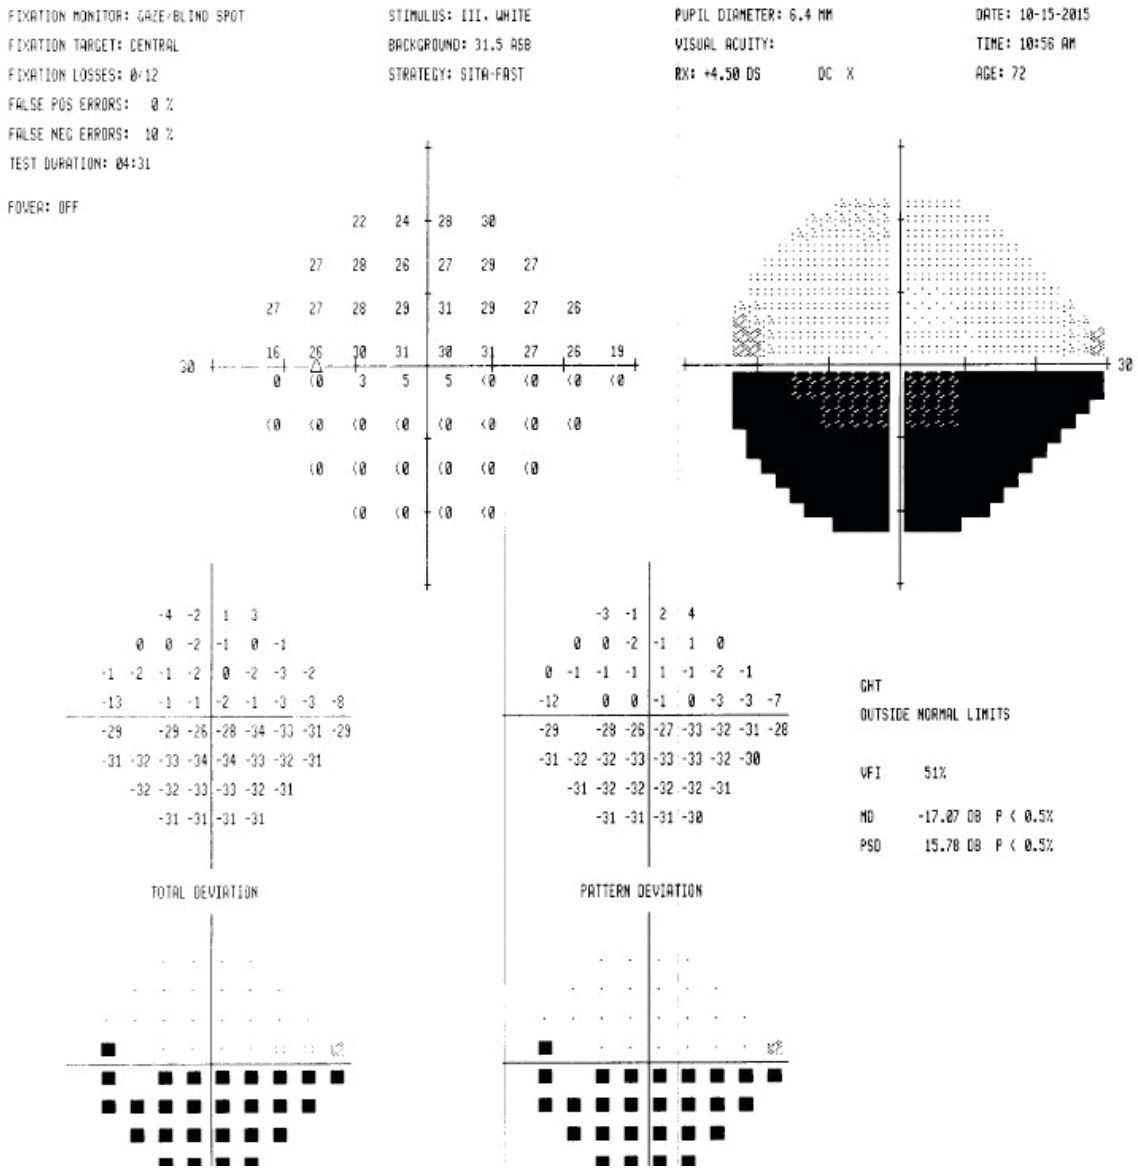 FIXATION MONITOR: GAZE/BLIND SPOT
FIXATION TARGET: CENTRAL
FIXATION LOSSES: 0/12
FALSE POS ERRORS: 0 %
FALSE NEG ERRORS: 10 %
TEST DURATION: 04:31
FOVEA: OFF
STIMULUS: III, WHITE
BACKGROUND: 31.5 ASB
STRATEGY: SITA-FAST
PUPIL DIAMETER: 6.4 MM
VISUAL ACUITY:
RX: +4.50 DS DC X
DATE: 10-15-2015
TIME: 10:56 AM
AGE: 72
22 24 28 30
27 28 26 27 29 27
27 27 28 29 31 29 27 26
16 26 30 31 30 31 27 26 19
30
0 <0 3 5 5 <0 <0 <0 <0
<0 <0 <0 <0 <0 <0 <0 <0
<0 <0 <0 <0 <0 <0
<0 <0 <0 <0
30
-4 -2 1 3
0 0 -2 -1 0 -1
-1 -2 -1 -2 0 -2 -3 -2
-13 -1 -1 -2 -1 -3 -3 -8
-29 -29 -26 -28 -34 -33 -31 -29
-31 -32 -33 -34 -34 -33 -32 -31
-32 -32 -33 -33 -32 -31
-31 -31 -31 -31
TOTAL DEVIATION
-3 -1 2 4
0 0 -2 -1 1 0
0 -1 -1 -1 1 -1 -2 -1
-12 0 0 -1 0 -3 -3 -7
-29 -28 -26 -27 -33 -32 -31 -28
-31 -32 -32 -33 -33 -33 -32 -30
-31 -32 -32 -32 -32 -31
-31 -31 -31 -30
PATTERN DEVIATION
GHT
OUTSIDE NORMAL LIMITS
VFI 51%
MD -17.07 DB P < 0.5%
PSD 15.78 DB P < 0.5%